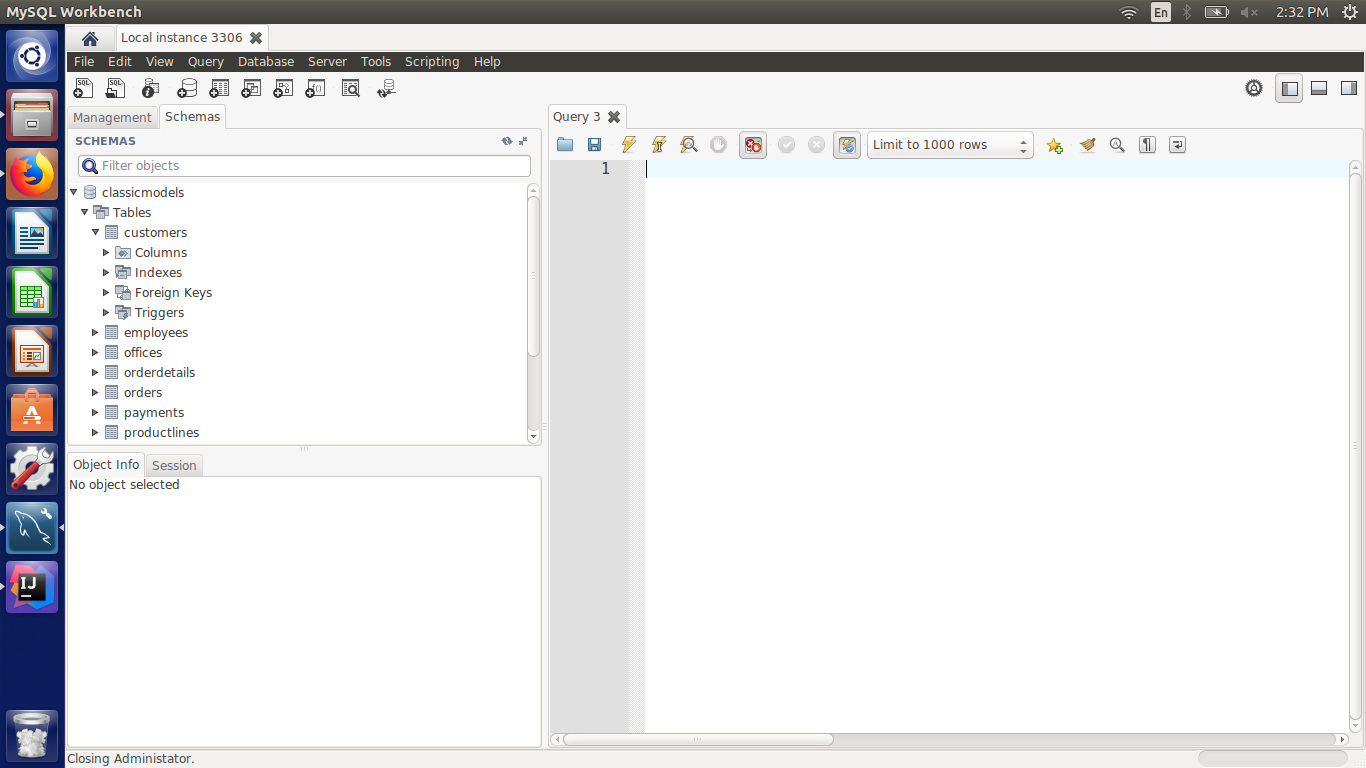 MySQL Workbench
En
2:32 PM
Local instance 3306
File Edit View Query Database Server Tools Scripting Help
Management Schemas
Query 3
SCHEMAS
Limit to 1000 rows
Filter objects
1
classicmodels
Tables
customers
Columns
Indexes
Foreign Keys
Triggers
employees
offices
orderdetails
orders
payments
productlines
Object Info Session
No object selected
IJ
Closing Administator.